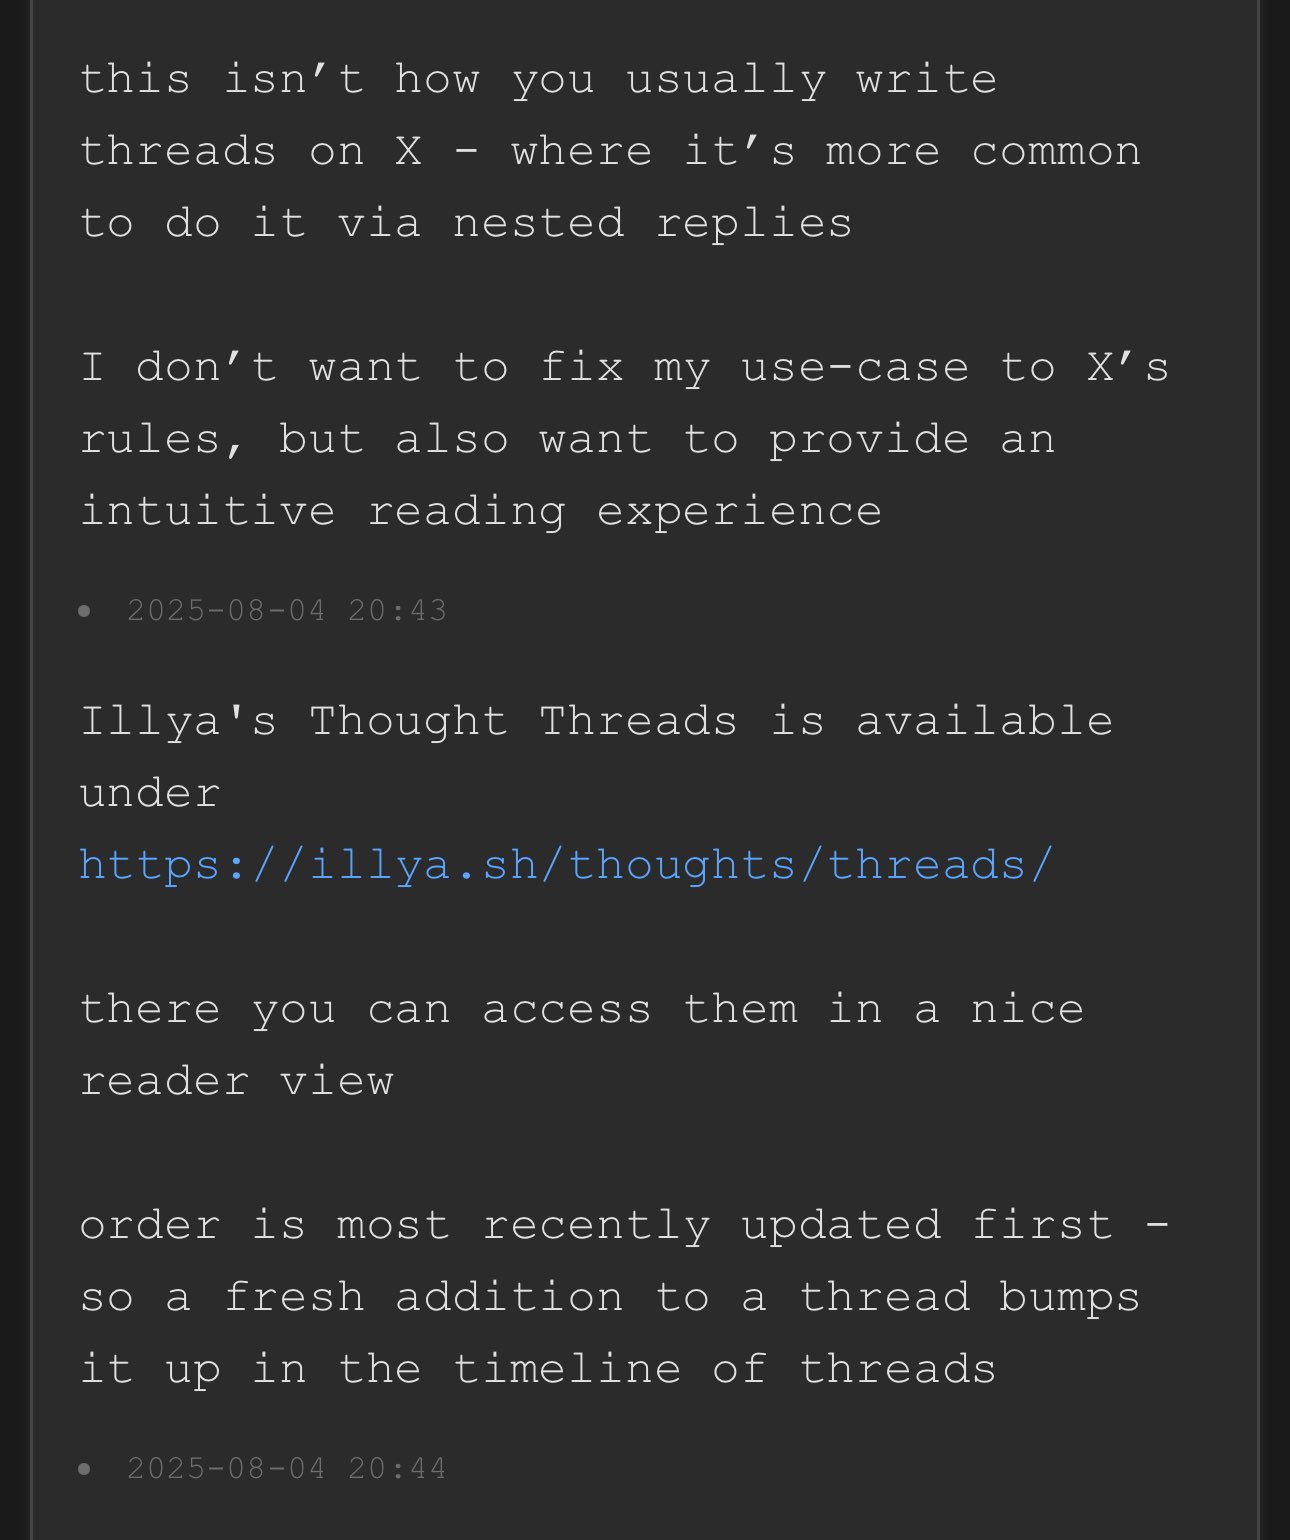 this isn’t how you usually write
threads on X - where it’s more common
to do it via nested replies
I don’t want to fix my use-case to X’s
rules, but also want to provide an
intuitive reading experience
• 2025-08-04 20:43
Illya's Thought Threads is available
under
https://illya.sh/thoughts/threads/
there you can access them in a nice
reader view
order is most recently updated first -
so a fresh addition to a thread bumps
it up in the timeline of threads
• 2025-08-04 20:44